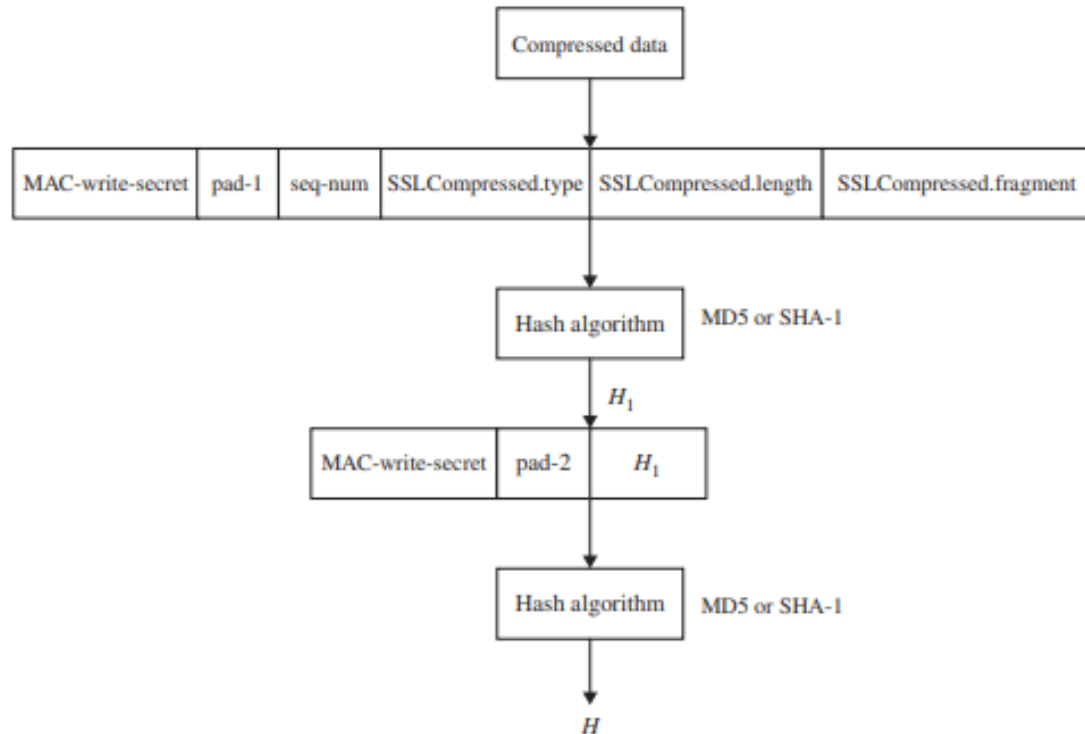 Compressed data
MAC-write-secret pad-1 seq-num SSLCompressed.type SSLCompressed.length SSLCompressed.fragment
Hash algorithm MD5 or SHA-1
H1
MAC-write-secret pad-2 H1
Hash algorithm MD5 or SHA-1
H